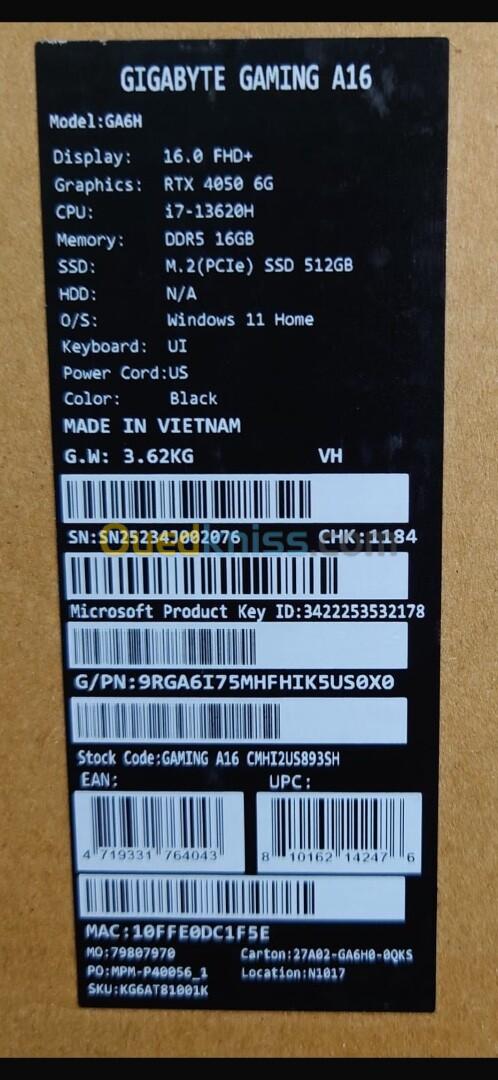 GIGABYTE GAMING A16
Model:GA6H
Display: 16.0 FHD+
Graphics: RTX 4050 6G
CPU: i7-13620H
Memory: DDR5 16GB
SSD: M.2(PCIe) SSD 512GB
HDD: N/A
O/S: Windows 11 Home
Keyboard: UI
Power Cord:US
Color: Black
MADE IN VIETNAM
G.W: 3.62KG VH
SN:SN25234J002076 CHK:1184
Ouedkniss.com
Microsoft Product Key ID:3422253532178
G/PN:9RGA6I75MHFHIK5US0X0
Stock Code:GAMING A16 CMHI2US893SH
EAN: UPC:
4 719331 764043 8 10162 14247 6
MAC:10FFE0DC1F5E
MO:79807970 Carton:27A02-GA6H0-0QKS
PO:MPM-P40056_1 Location:N1017
SKU:KG6AT81001K